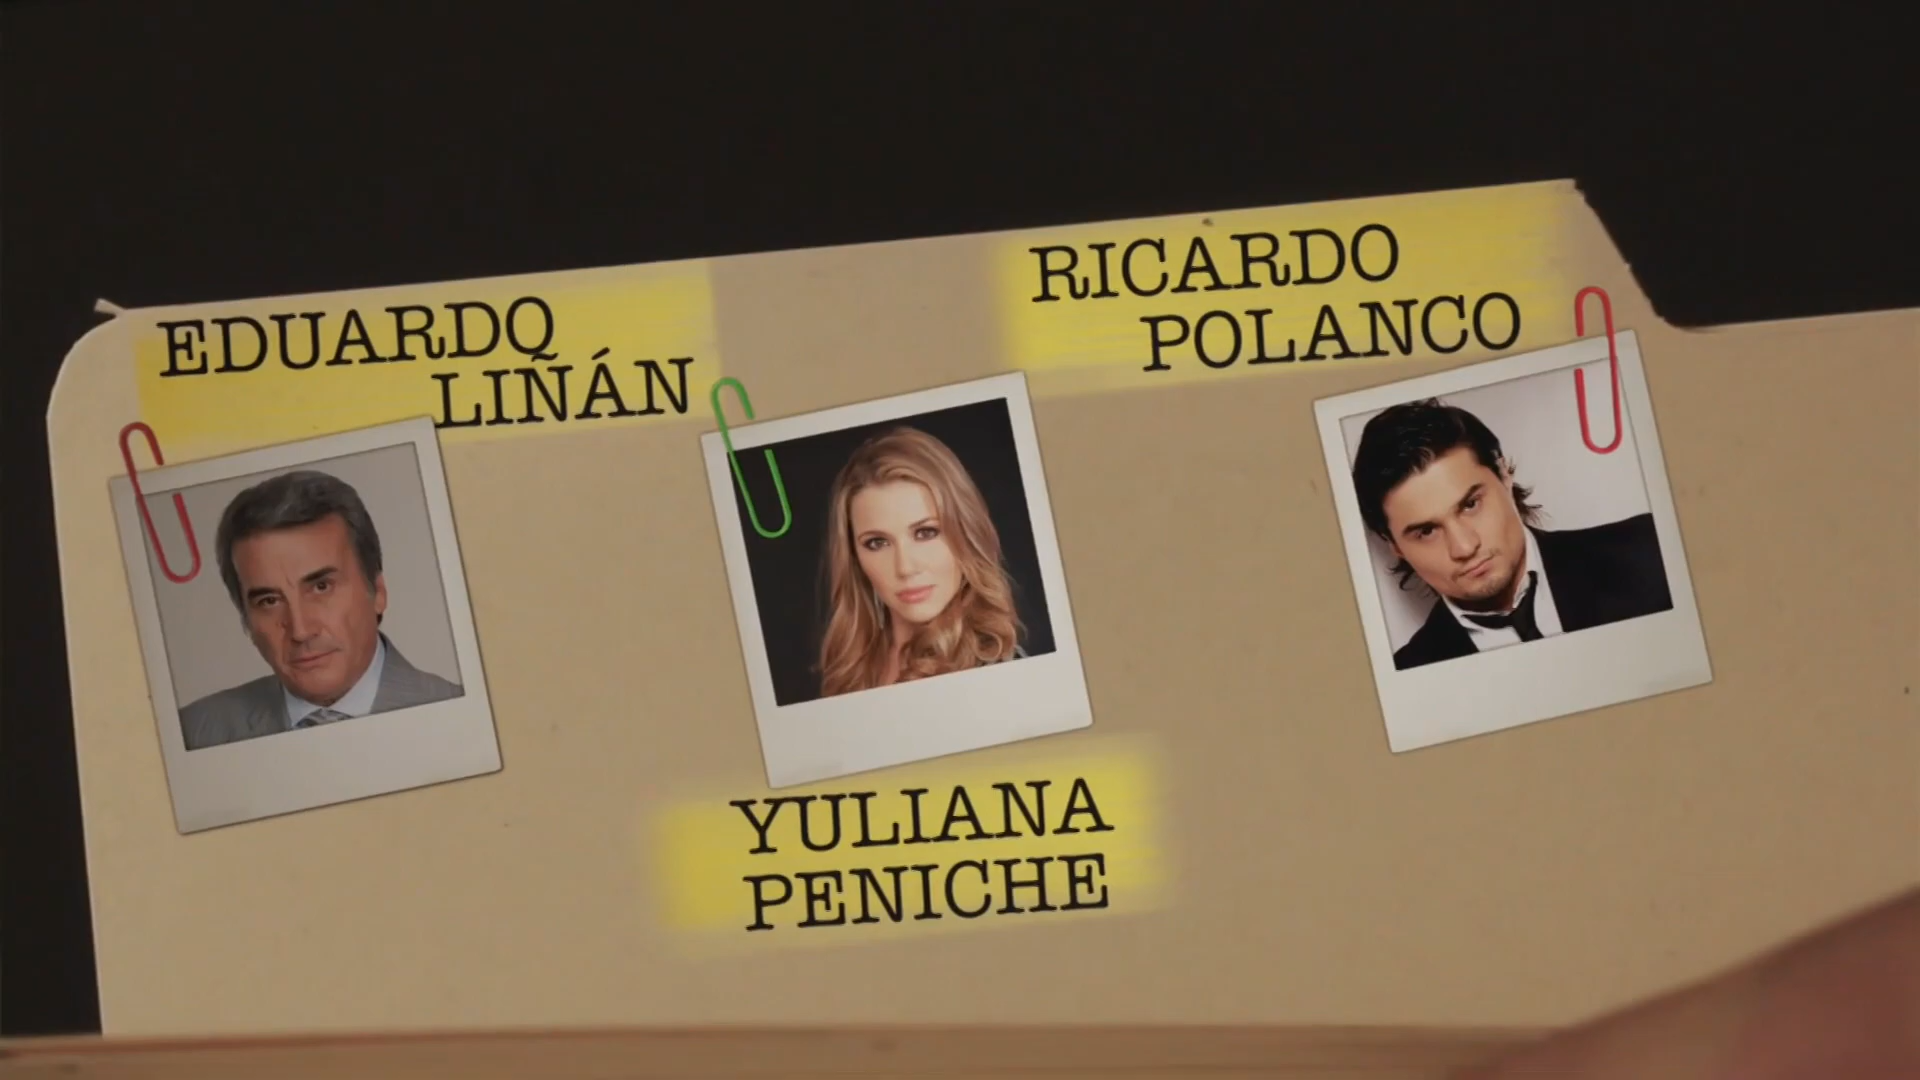 EDUARDO
LIÑÁN
RICARDO
POLANCO
YULIANA
PENICHE